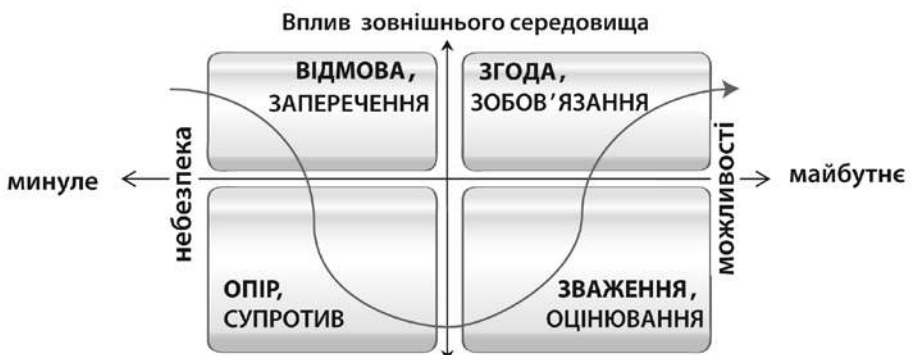 Вплив зовнішнього середовища
ВІДМОВА,
ЗАПЕРЕЧЕННЯ
ЗГОДА,
ЗОБОВ’ЯЗАННЯ
минуле
небезпека
можливості
майбутнє
ОПІР,
СУПРОТИВ
ЗВАЖЕННЯ,
ОЦІНЮВАННЯ